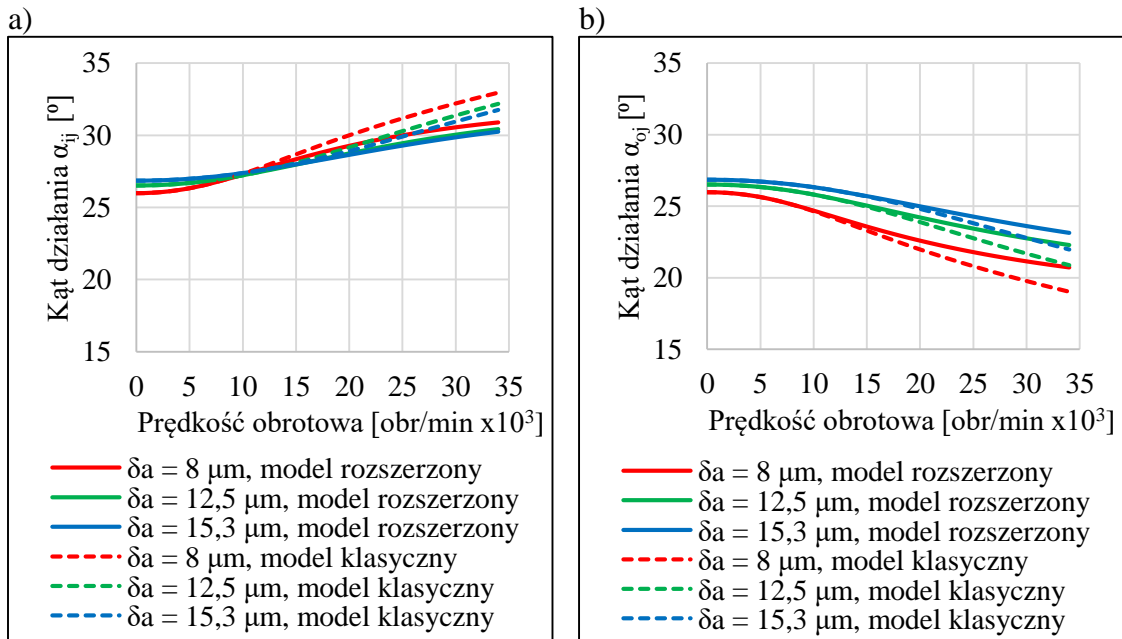 a)
Kąt działania αij [º]
35
30
25
20
15
0 5 10 15 20 25 30 35
Prędkość obrotowa [obr/min x10³]
δa = 8 μm, model rozszerzony
δa = 12,5 μm, model rozszerzony
δa = 15,3 μm, model rozszerzony
δa = 8 μm, model klasyczny
δa = 12,5 μm, model klasyczny
δa = 15,3 μm, model klasyczny
b)
Kąt działania αoj [º]
35
30
25
20
15
0 5 10 15 20 25 30 35
Prędkość obrotowa [obr/min x10³]
δa = 8 μm, model rozszerzony
δa = 12,5 μm, model rozszerzony
δa = 15,3 μm, model rozszerzony
δa = 8 μm, model klasyczny
δa = 12,5 μm, model klasyczny
δa = 15,3 μm, model klasyczny